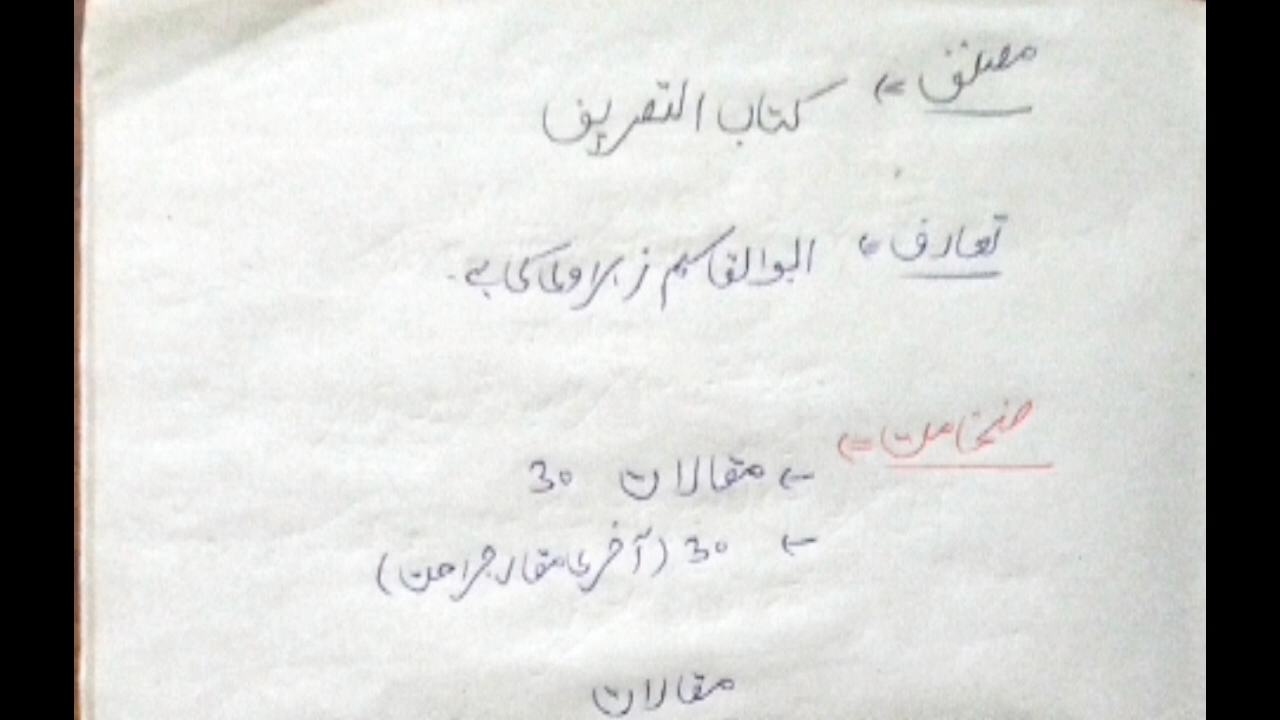 مصنف => کتاب التصریف
تعارف => ابوالقاسم زہراوی کی ہے۔
ضخامت =>
← مقالات 30
← 30 (آخری مقالہ جراحت)
مقالات